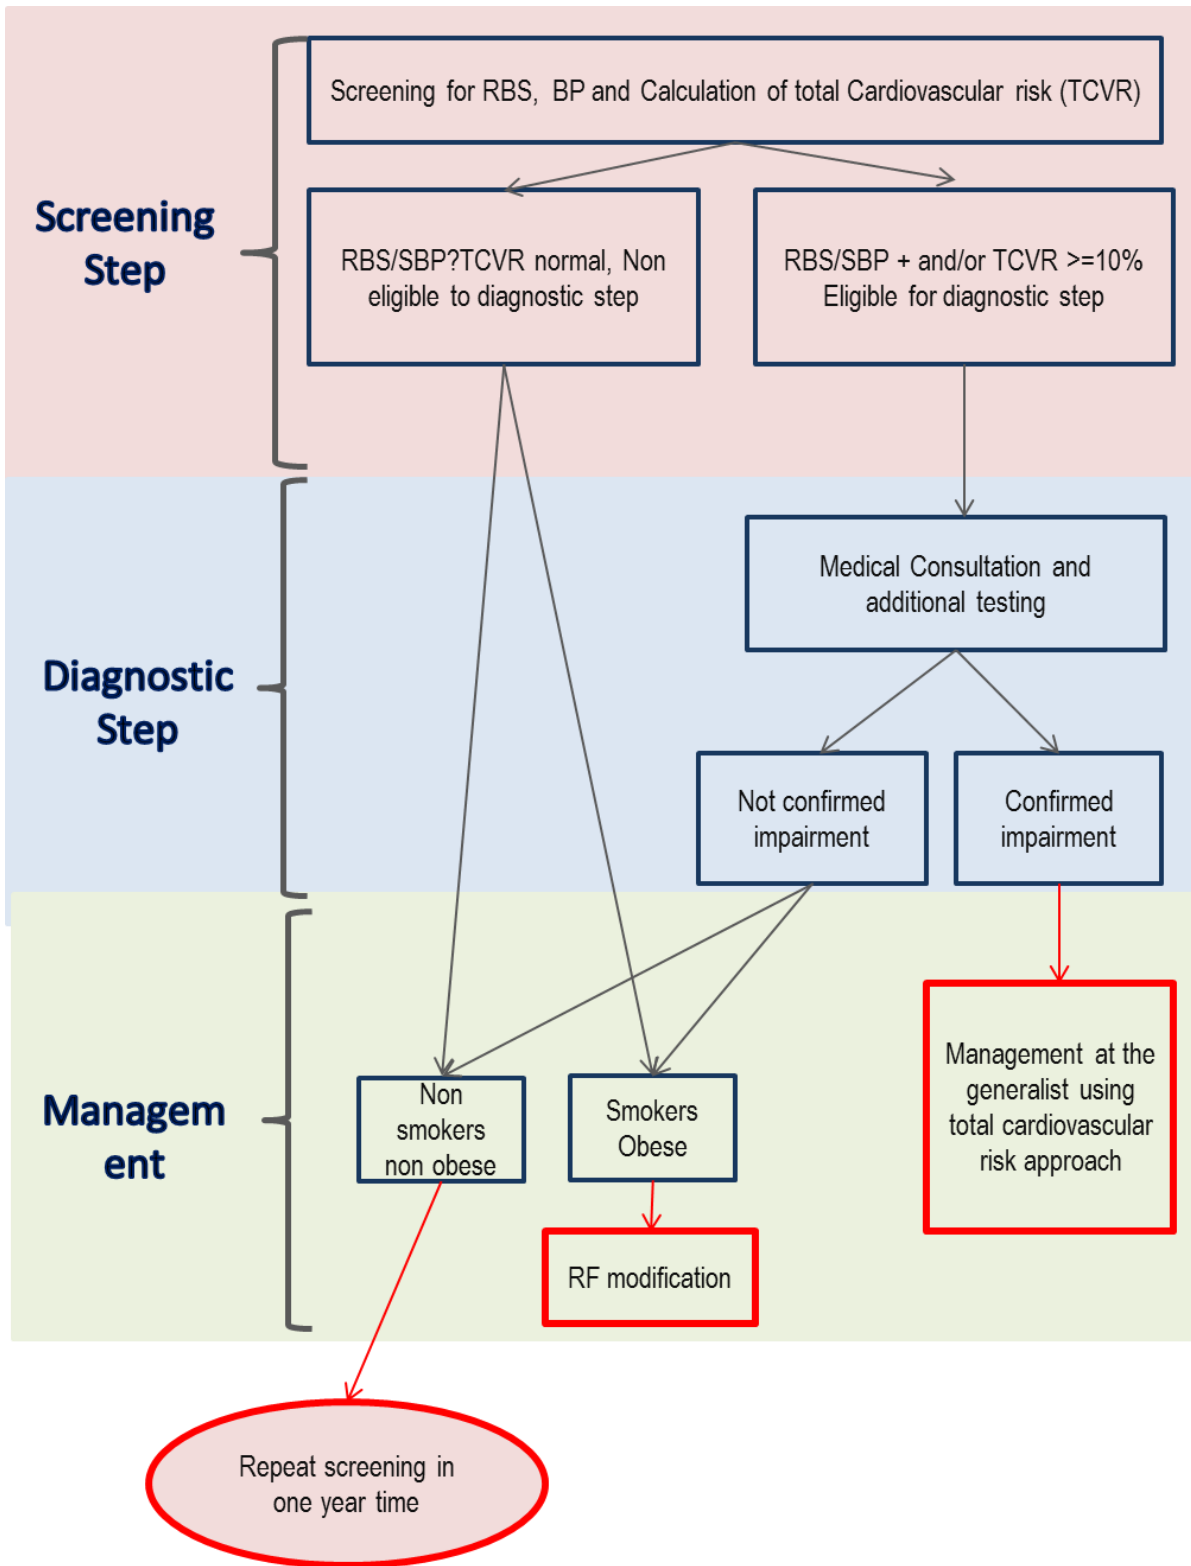 Screening for RBS, BP and Calculation of total Cardiovascular risk (TCVR)
Screening
Step
RBS/SBP?TCVR normal, Non
eligible to diagnostic step
RBS/SBP + and/or TCVR >=10%
Eligible for diagnostic step
Diagnostic
Step
Medical Consultation and
additional testing
Not confirmed
impairment
Confirmed
impairment
Managem
ent
Non
smokers
non obese
Smokers
Obese
Management at the
generalist using
total cardiovascular
risk approach
RF modification
Repeat screening in
one year time